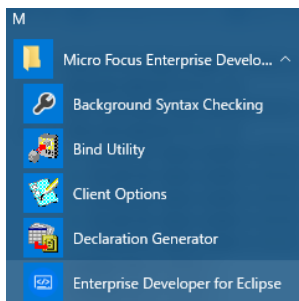 M
Micro Focus Enterprise Develo...
Background Syntax Checking
Bind Utility
Client Options
Declaration Generator
Enterprise Developer for Eclipse